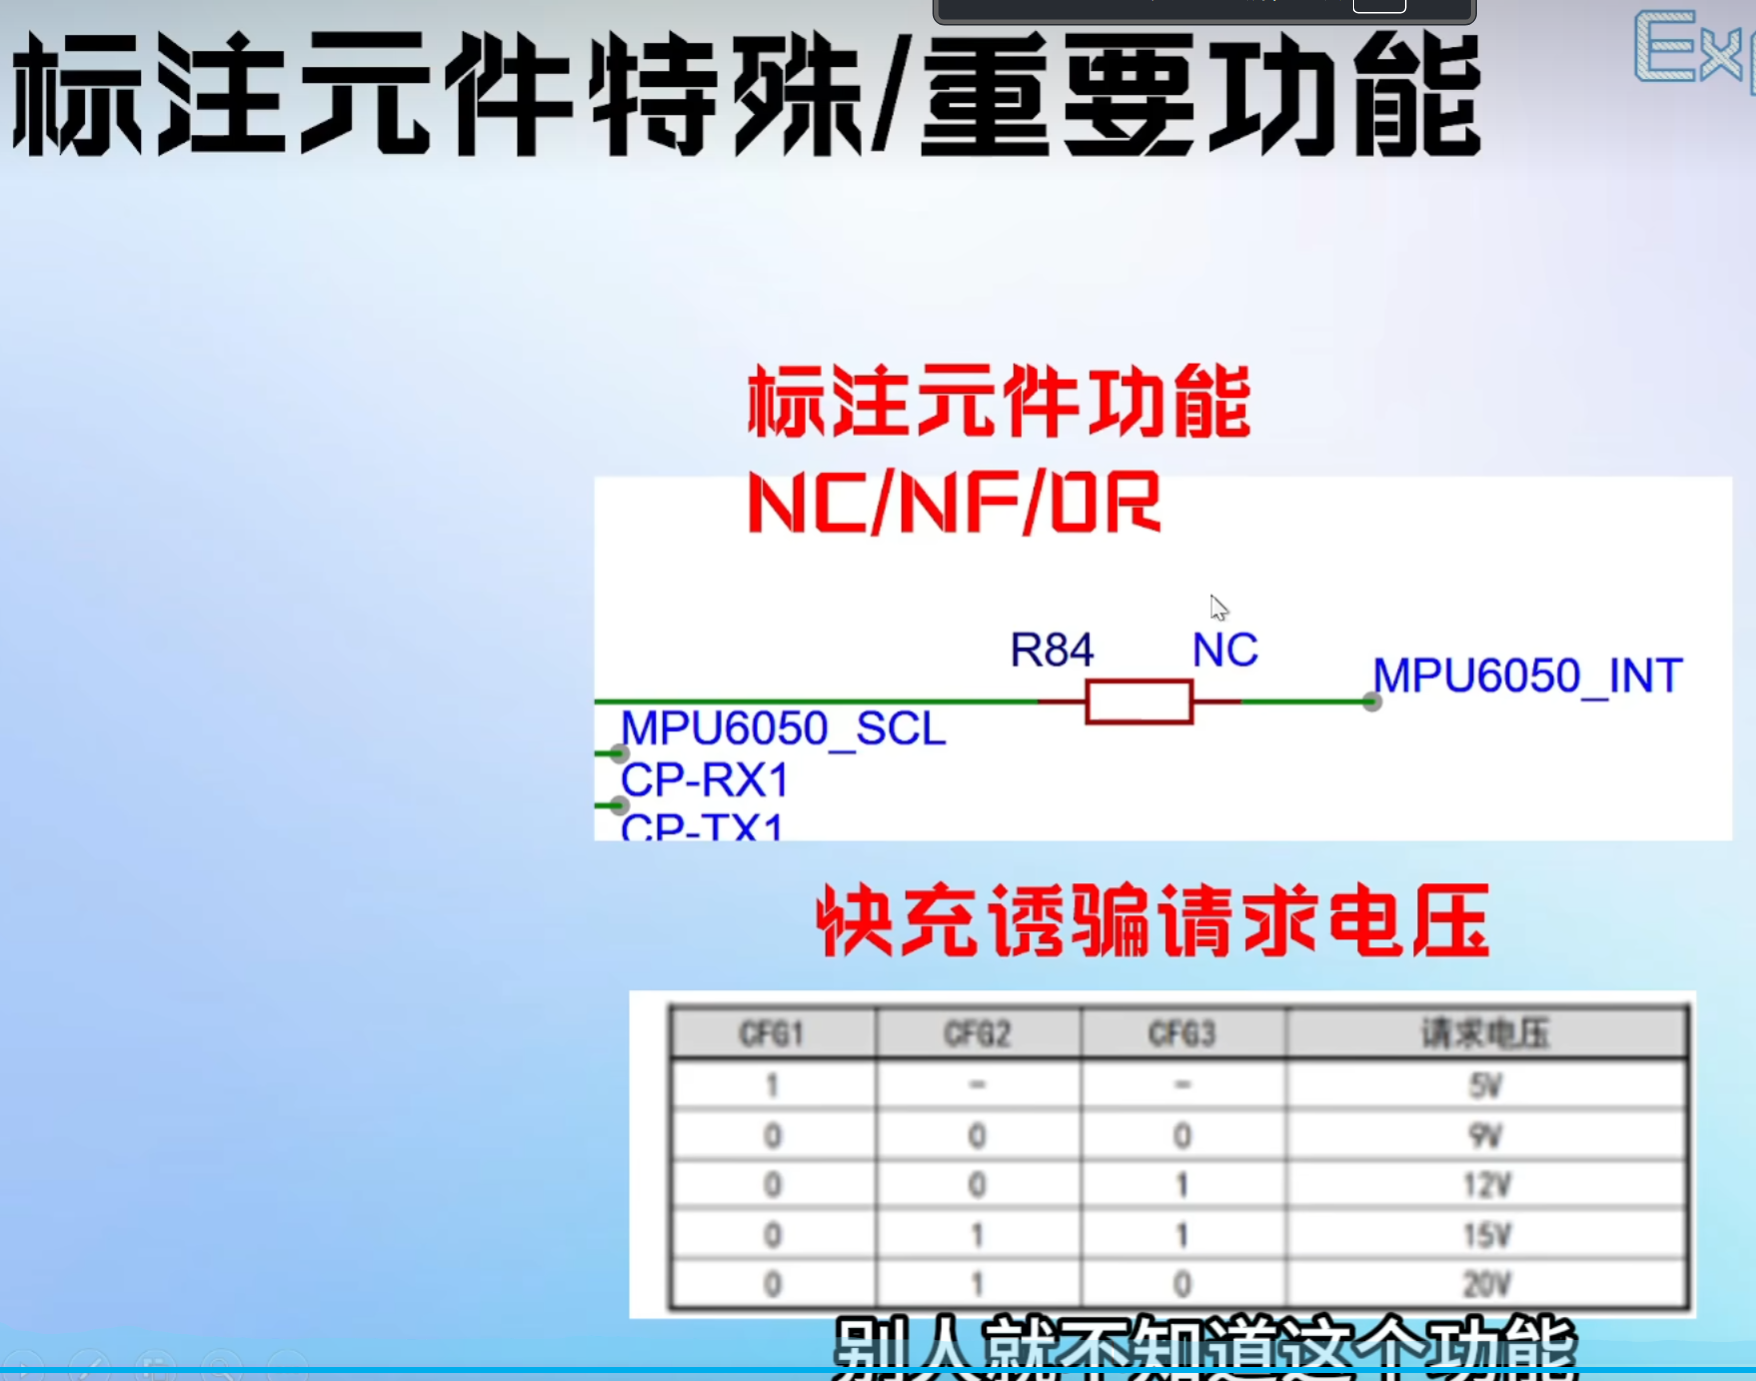 标注元件特殊/重要功能
标注元件功能
NC/NF/0R
R84 NC
MPU6050_INT
MPU6050_SCL
CP-RX1
CP-TX1
快充诱骗请求电压
CFG1 CFG2 CFG3 请求电压
1 - - 5V
0 0 0 9V
0 0 1 12V
0 1 1 15V
0 1 0 20V
别人就不知道这个功能